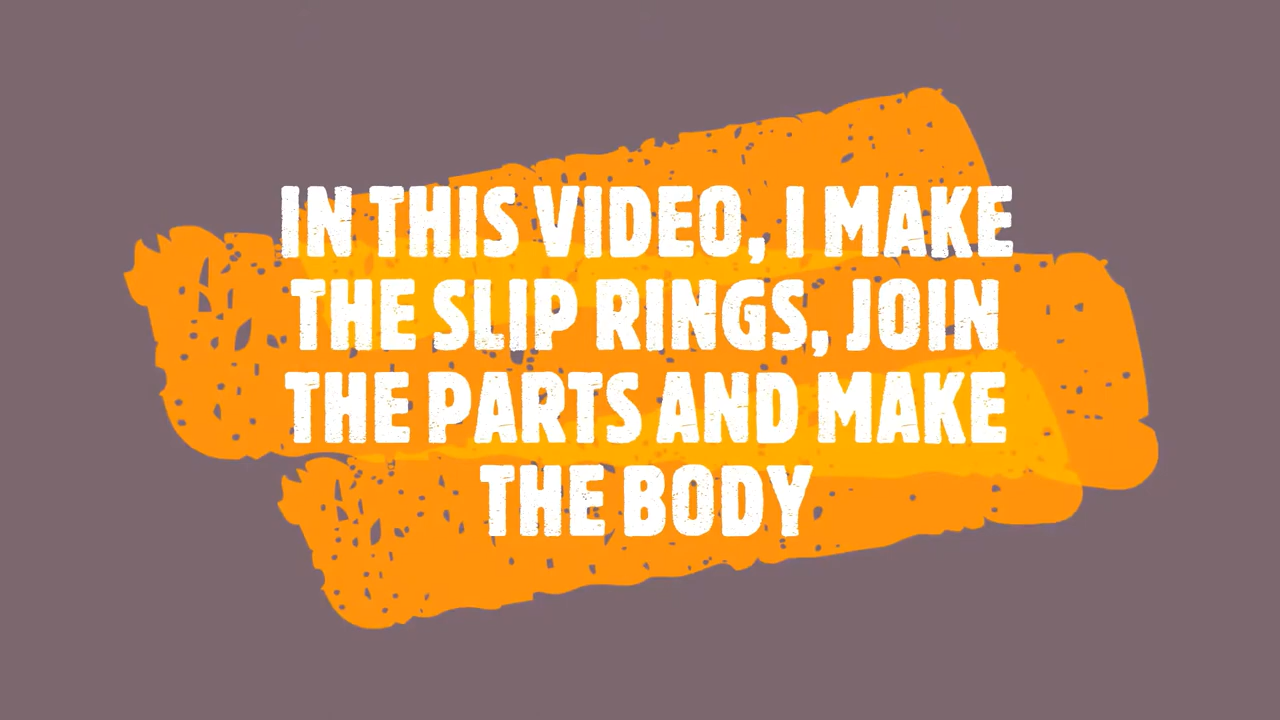 IN THIS VIDEO, I MAKE
THE SLIP RINGS, JOIN
THE PARTS AND MAKE
THE BODY